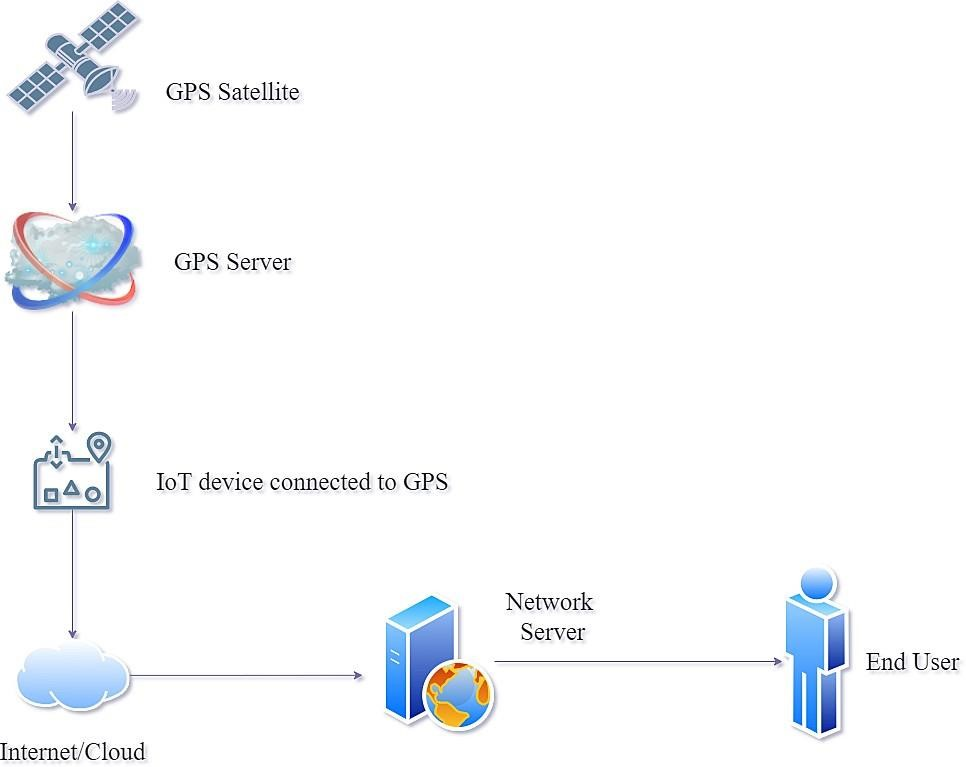 GPS Satellite
GPS Server
IoT device connected to GPS
Network
Server
End User
Internet/Cloud